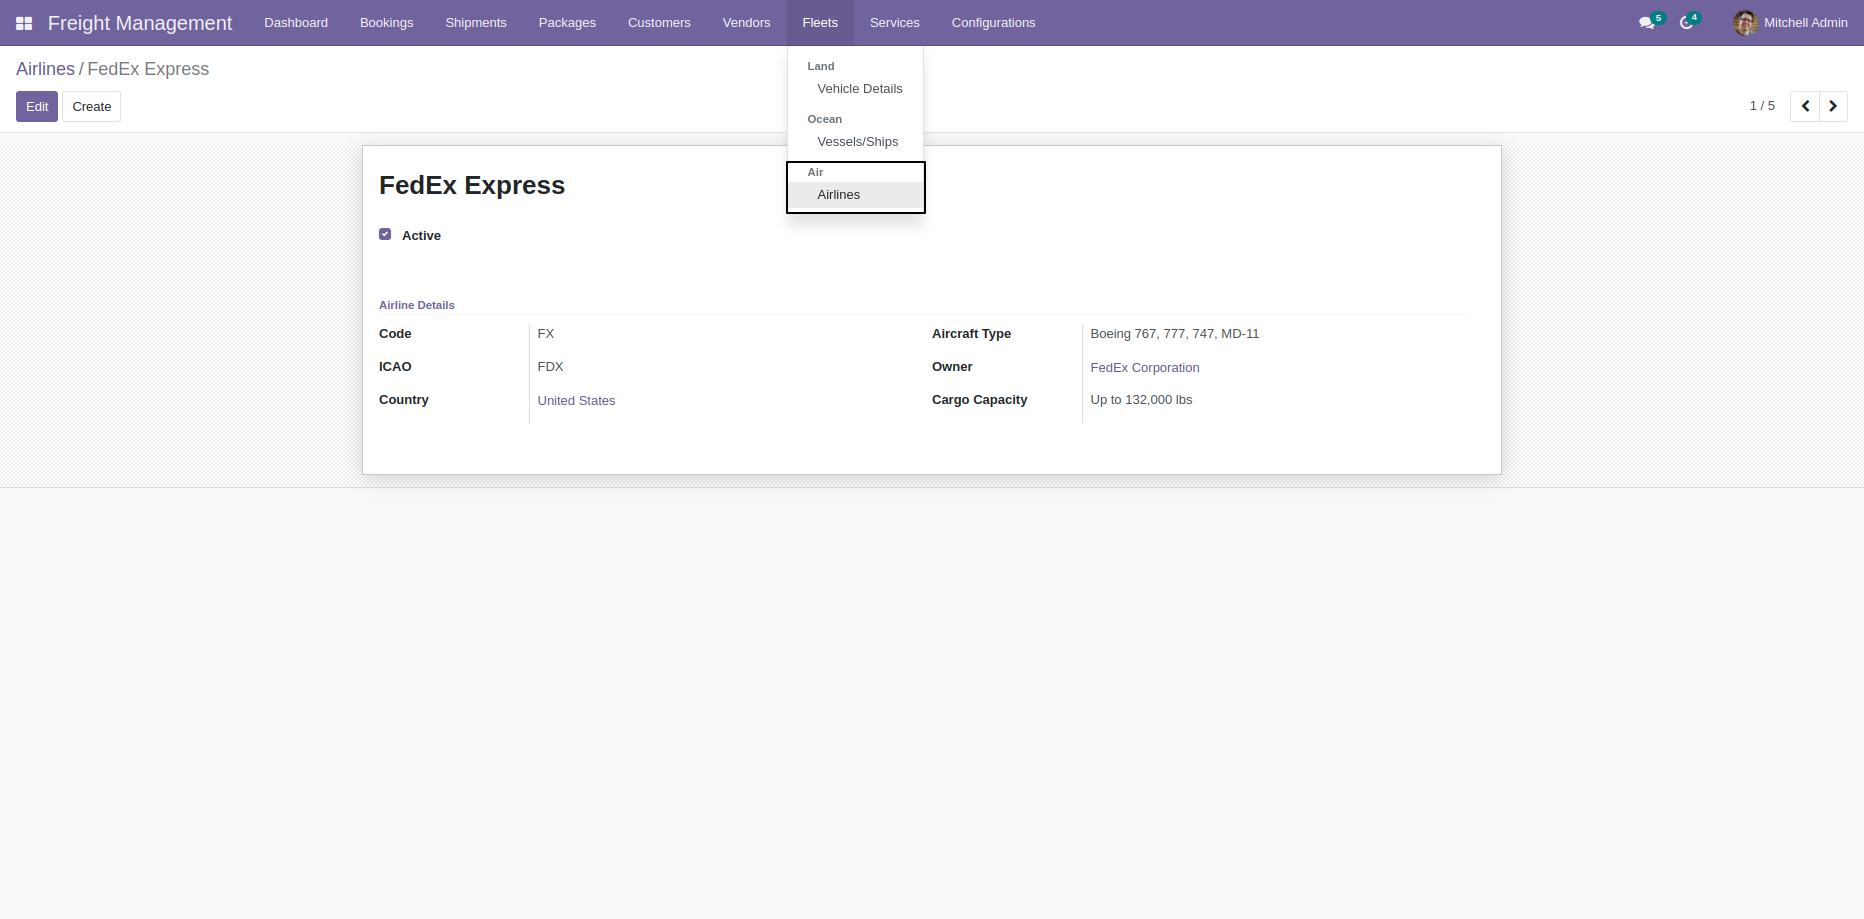 Freight Management Dashboard Bookings Shipments Packages Customers Vendors Fleets Services Configurations 5 4 Mitchell Admin
Airlines / FedEx Express
Edit Create 1 / 5
Land
Vehicle Details
Ocean
Vessels/Ships
Air
Airlines
FedEx Express
Active
Airline Details
Code FX Aircraft Type Boeing 767, 777, 747, MD-11
ICAO FDX Owner FedEx Corporation
Country United States Cargo Capacity Up to 132,000 lbs